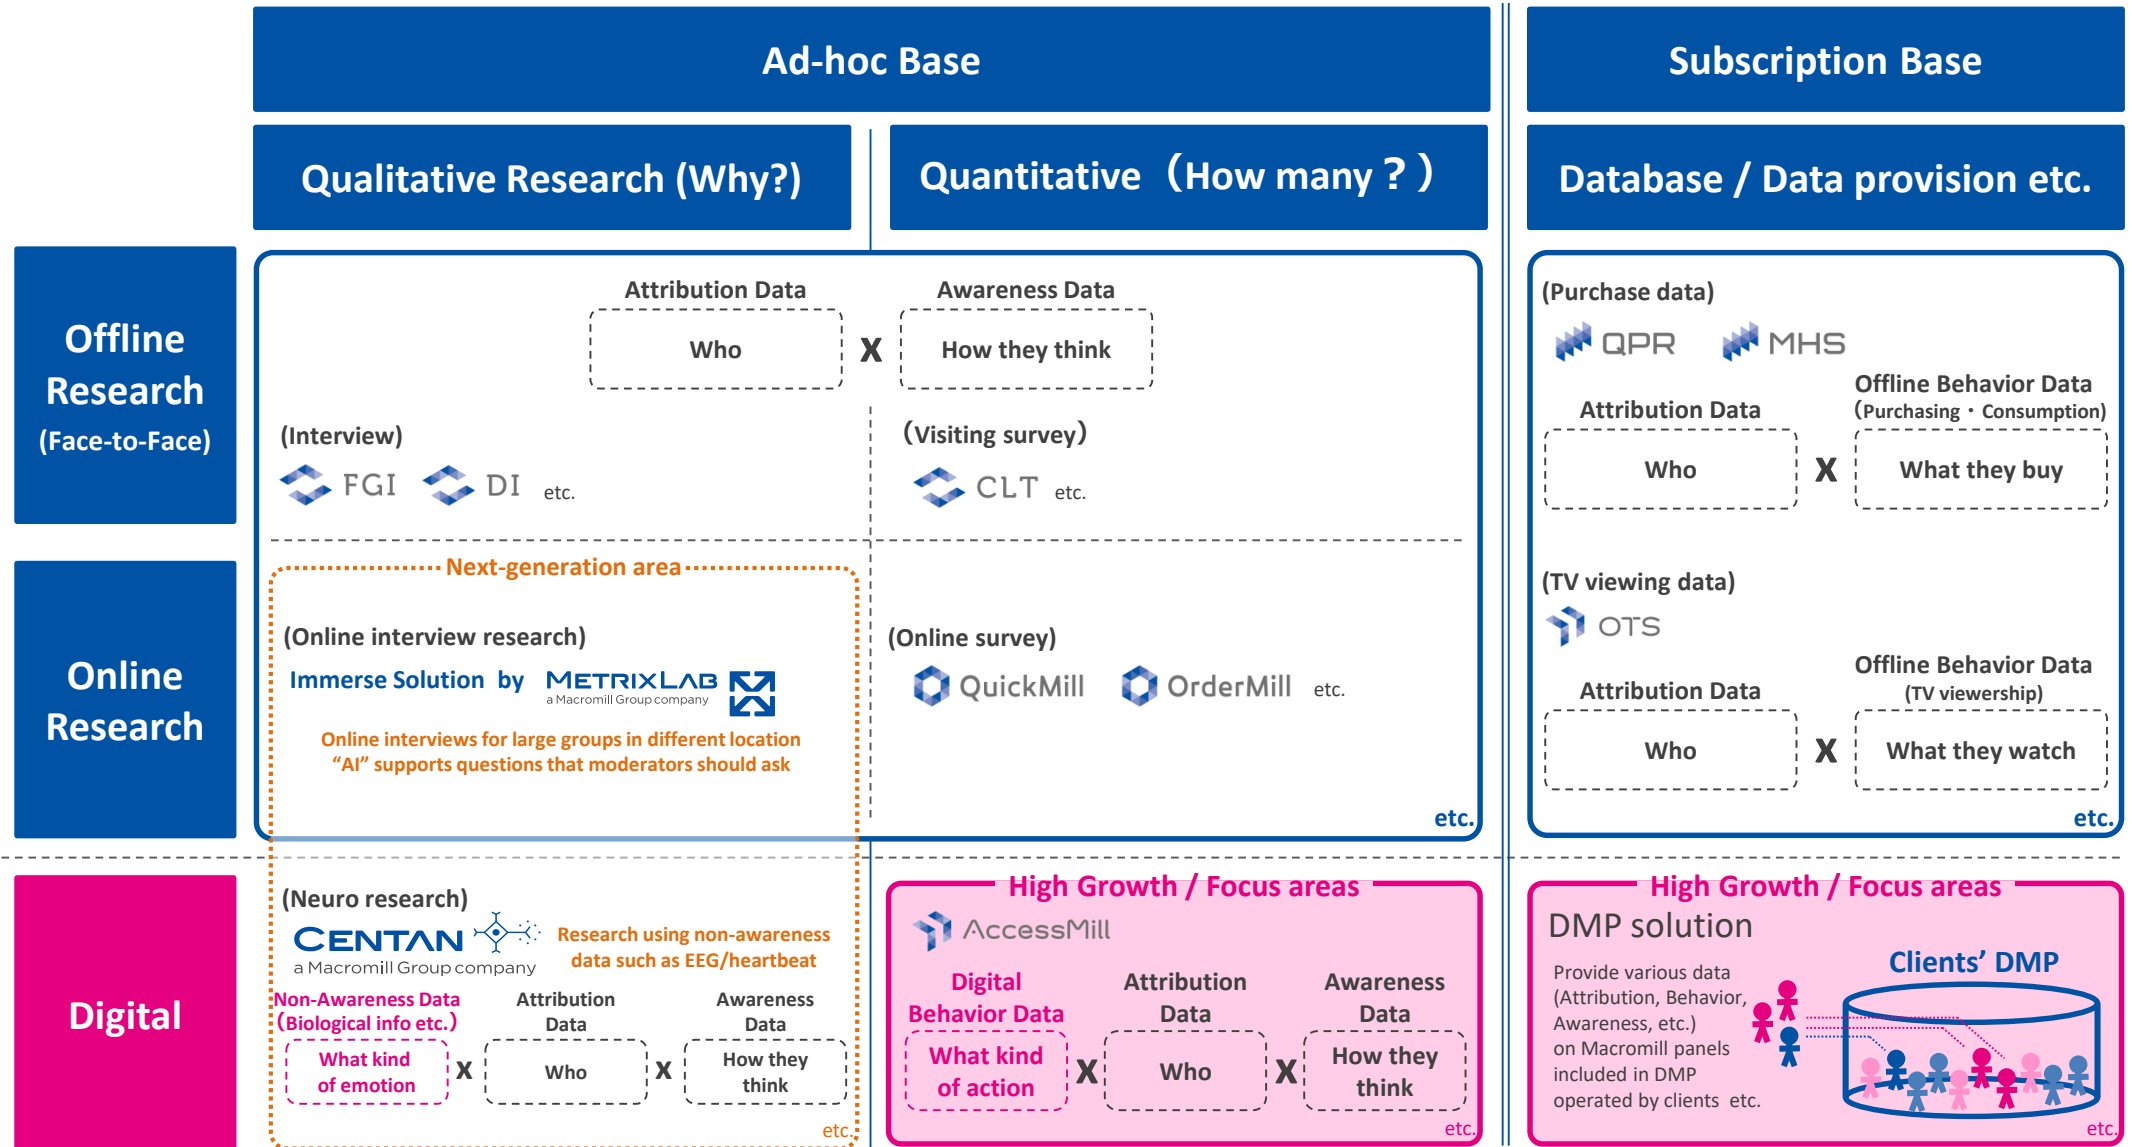 Ad-hoc Base
Subscription Base
Qualitative Research (Why?)
Quantitative（How many？）
Database / Data provision etc.
Offline
Research
(Face-to-Face)
Attribution Data
Awareness Data
Who
X
How they think
(Interview)
FGI
DI
etc.
（Visiting survey）
CLT
etc.
(Purchase data)
QPR
MHS
Attribution Data
Offline Behavior Data
（Purchasing・Consumption)
Who
X
What they buy
Online
Research
Next-generation area
(Online interview research)
Immerse Solution by
METRIXLAB
a Macromill Group company
Online interviews for large groups in different location
“AI” supports questions that moderators should ask
(Online survey)
QuickMill
OrderMill
etc.
etc.
(TV viewing data)
OTS
Attribution Data
Offline Behavior Data
(TV viewership)
Who
X
What they watch
etc.
Digital
(Neuro research)
CENTAN
a Macromill Group company
Research using non-awareness
data such as EEG/heartbeat
Non-Awareness Data
（Biological info etc.)
Attribution
Data
Awareness
Data
What kind
of emotion
X
Who
X
How they
think
etc.
High Growth / Focus areas
AccessMill
Digital
Behavior Data
Attribution
Data
Awareness
Data
What kind
of action
X
Who
X
How they
think
etc.
High Growth / Focus areas
DMP solution
Provide various data
(Attribution, Behavior,
Awareness, etc.)
on Macromill panels
included in DMP
operated by clients etc.
Clients’ DMP
etc.